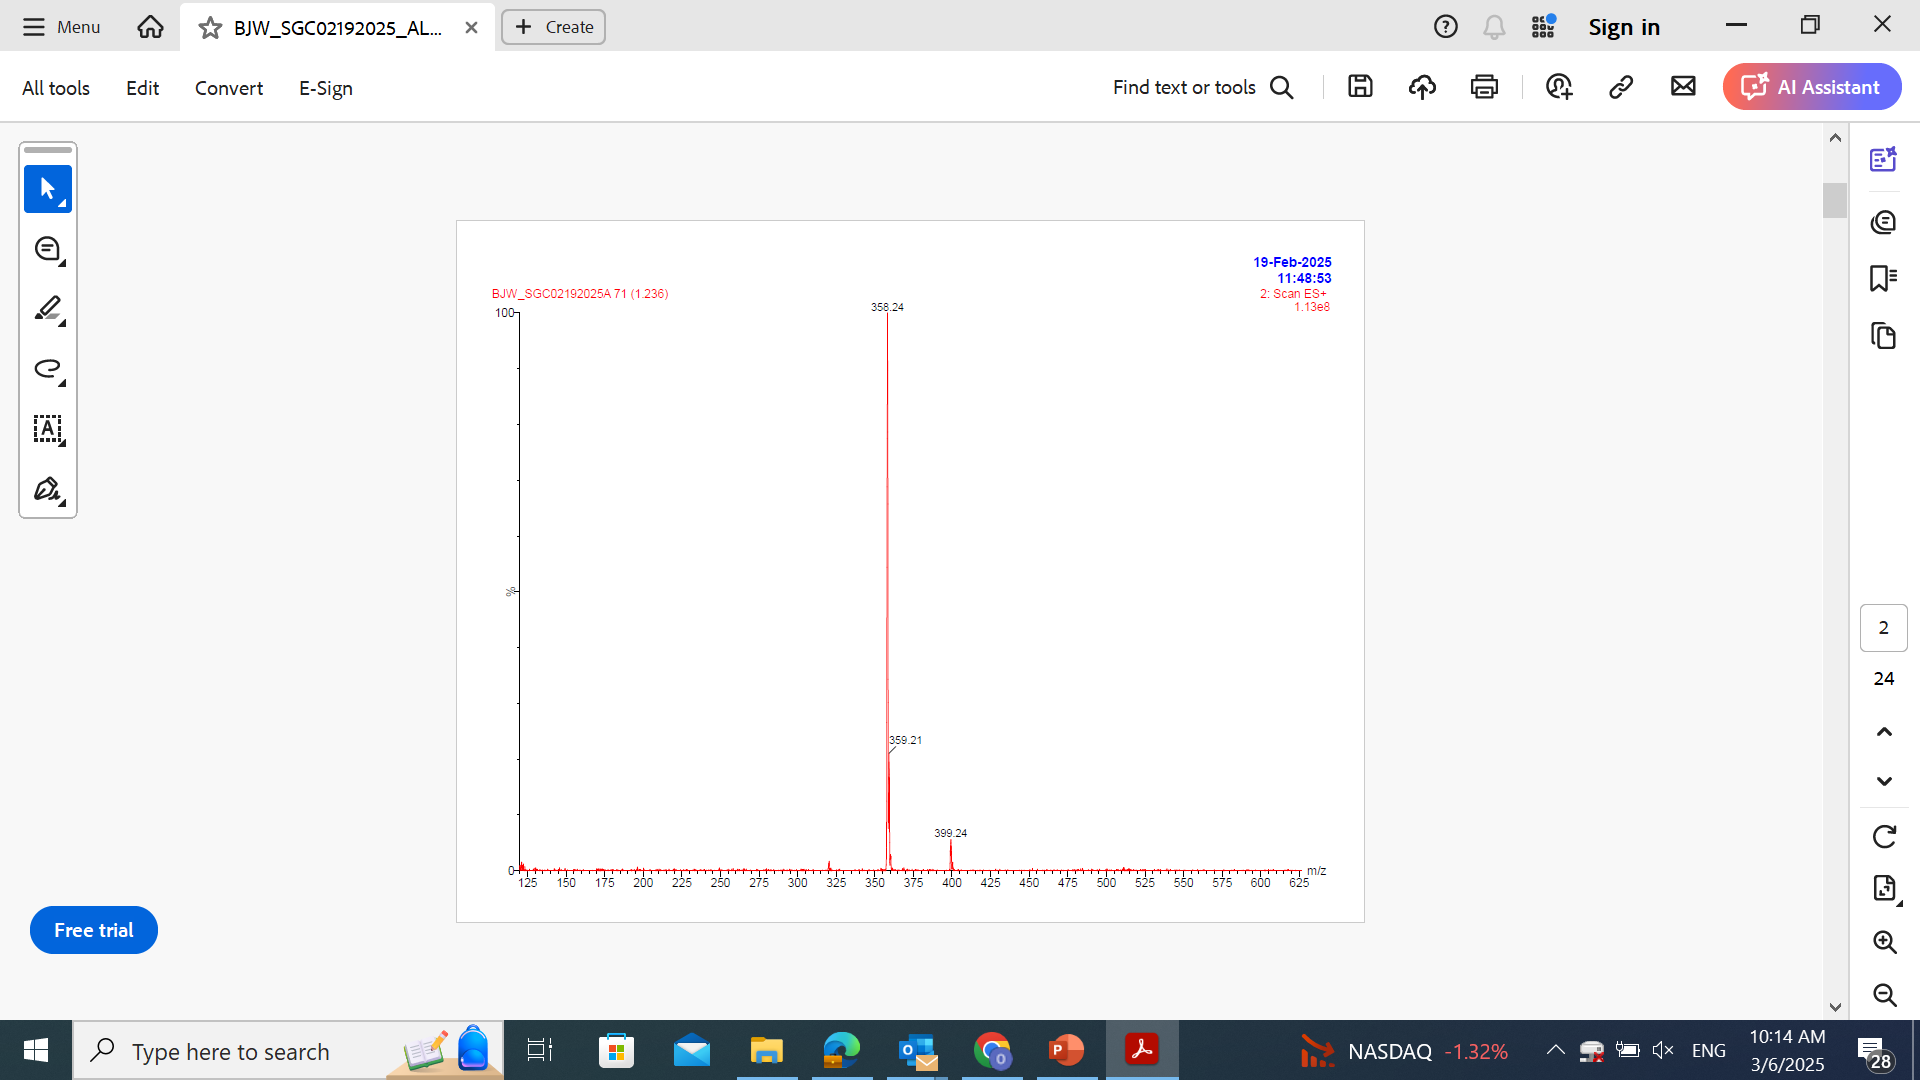 Menu
BJW_SGC02192025_AL...
Create
Sign in
All tools
Edit
Convert
E-Sign
Find text or tools
AI Assistant
19-Feb-2025
11:48:53
BJW_SGC02192025A 71 (1.236)
2: Scan ES+
1.13e8
100
358.24
%
359.21
399.24
0
125 150 175 200 225 250 275 300 325 350 375 400 425 450 475 500 525 550 575 600 625 m/z
2
24
Free trial
Type here to search
NASDAQ -1.32%
ENG
10:14 AM
3/6/2025
28